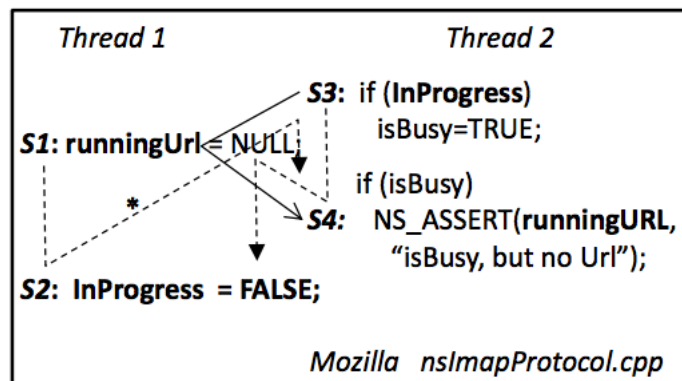 Thread 1
Thread 2
S3: if (InProgress)
isBusy=TRUE;
S1: runningUrl = NULL;
if (isBusy)
*
S4: NS_ASSERT(runningURL,
“isBusy, but no Url”);
S2: InProgress = FALSE;
Mozilla nsImapProtocol.cpp